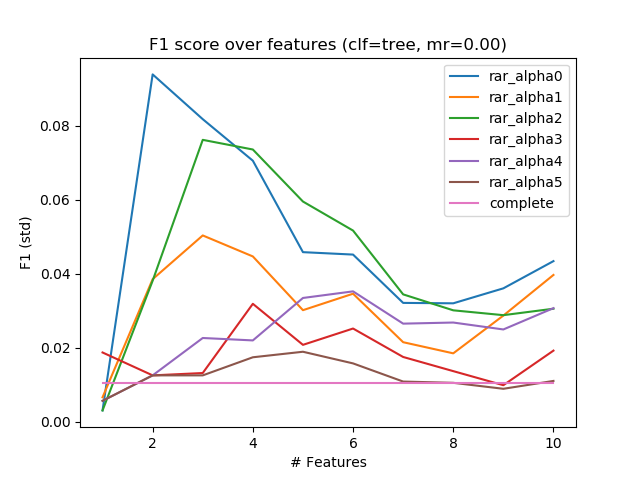 F1 score over features (clf=tree, mr=0.00)
rar_alpha0
rar_alpha1
rar_alpha2
rar_alpha3
rar_alpha4
rar_alpha5
complete
F1 (std)
0.08
0.06
0.04
0.02
0.00
2 4 6 8 10
# Features